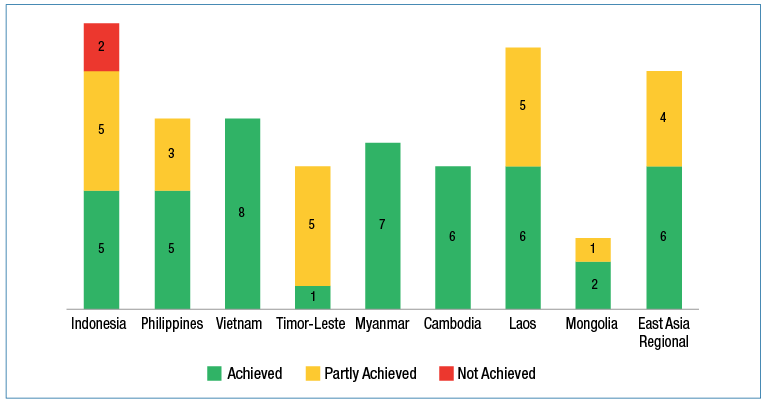 2
5
5
3
5
8
5
1
7
6
5
6
1
2
4
6
Indonesia
Philippines
Vietnam
Timor-Leste
Myanmar
Cambodia
Laos
Mongolia
East Asia
Regional
Achieved
Partly Achieved
Not Achieved